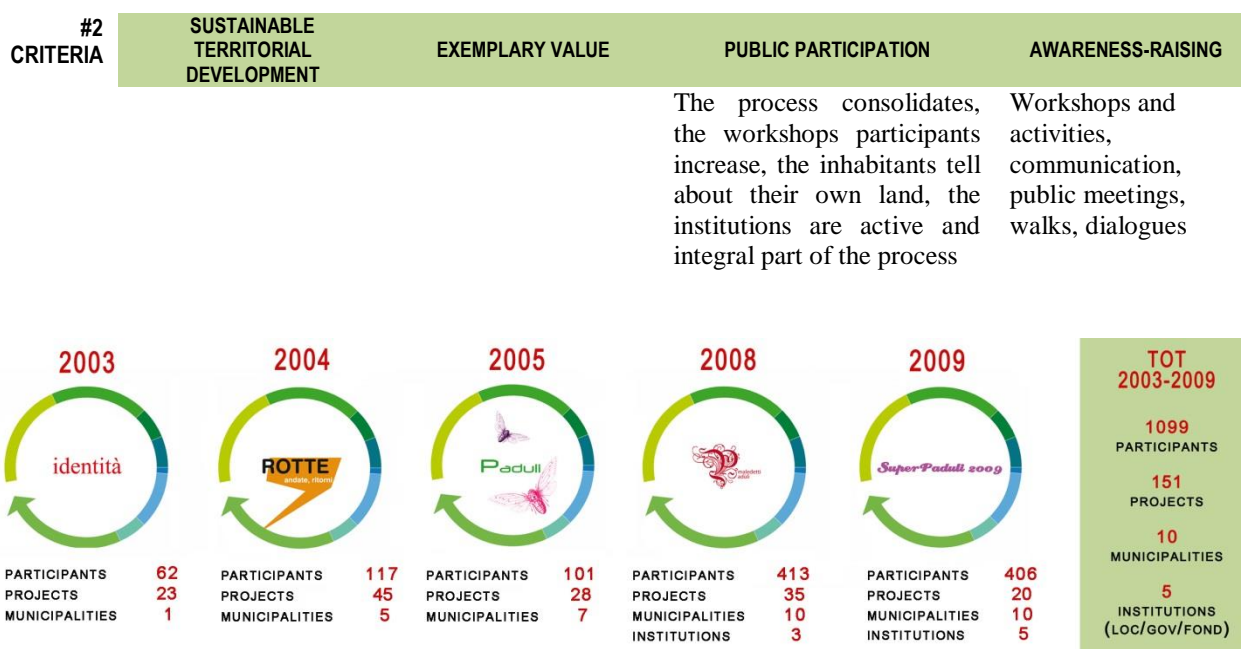 #2
CRITERIA
SUSTAINABLE
TERRITORIAL
DEVELOPMENT
EXEMPLARY VALUE
PUBLIC PARTICIPATION
AWARENESS-RAISING
The process consolidates,
the workshops participants
increase, the inhabitants tell
about their own land, the
institutions are active and
integral part of the process
Workshops and
activities,
communication,
public meetings,
walks, dialogues
2003
identità
PARTICIPANTS 62
PROJECTS 23
MUNICIPALITIES 1
2004
ROTTE
andate, ritorni
PARTICIPANTS 117
PROJECTS 45
MUNICIPALITIES 5
2005
Paduli
PARTICIPANTS 101
PROJECTS 28
MUNICIPALITIES 7
2008
maledetti
Paduli
PARTICIPANTS 413
PROJECTS 35
MUNICIPALITIES 10
INSTITUTIONS 3
2009
SuperPaduli 2009
PARTICIPANTS 406
PROJECTS 20
MUNICIPALITIES 10
INSTITUTIONS 5
TOT
2003-2009
1099
PARTICIPANTS
151
PROJECTS
10
MUNICIPALITIES
5
INSTITUTIONS
(LOC/GOV/FOND)